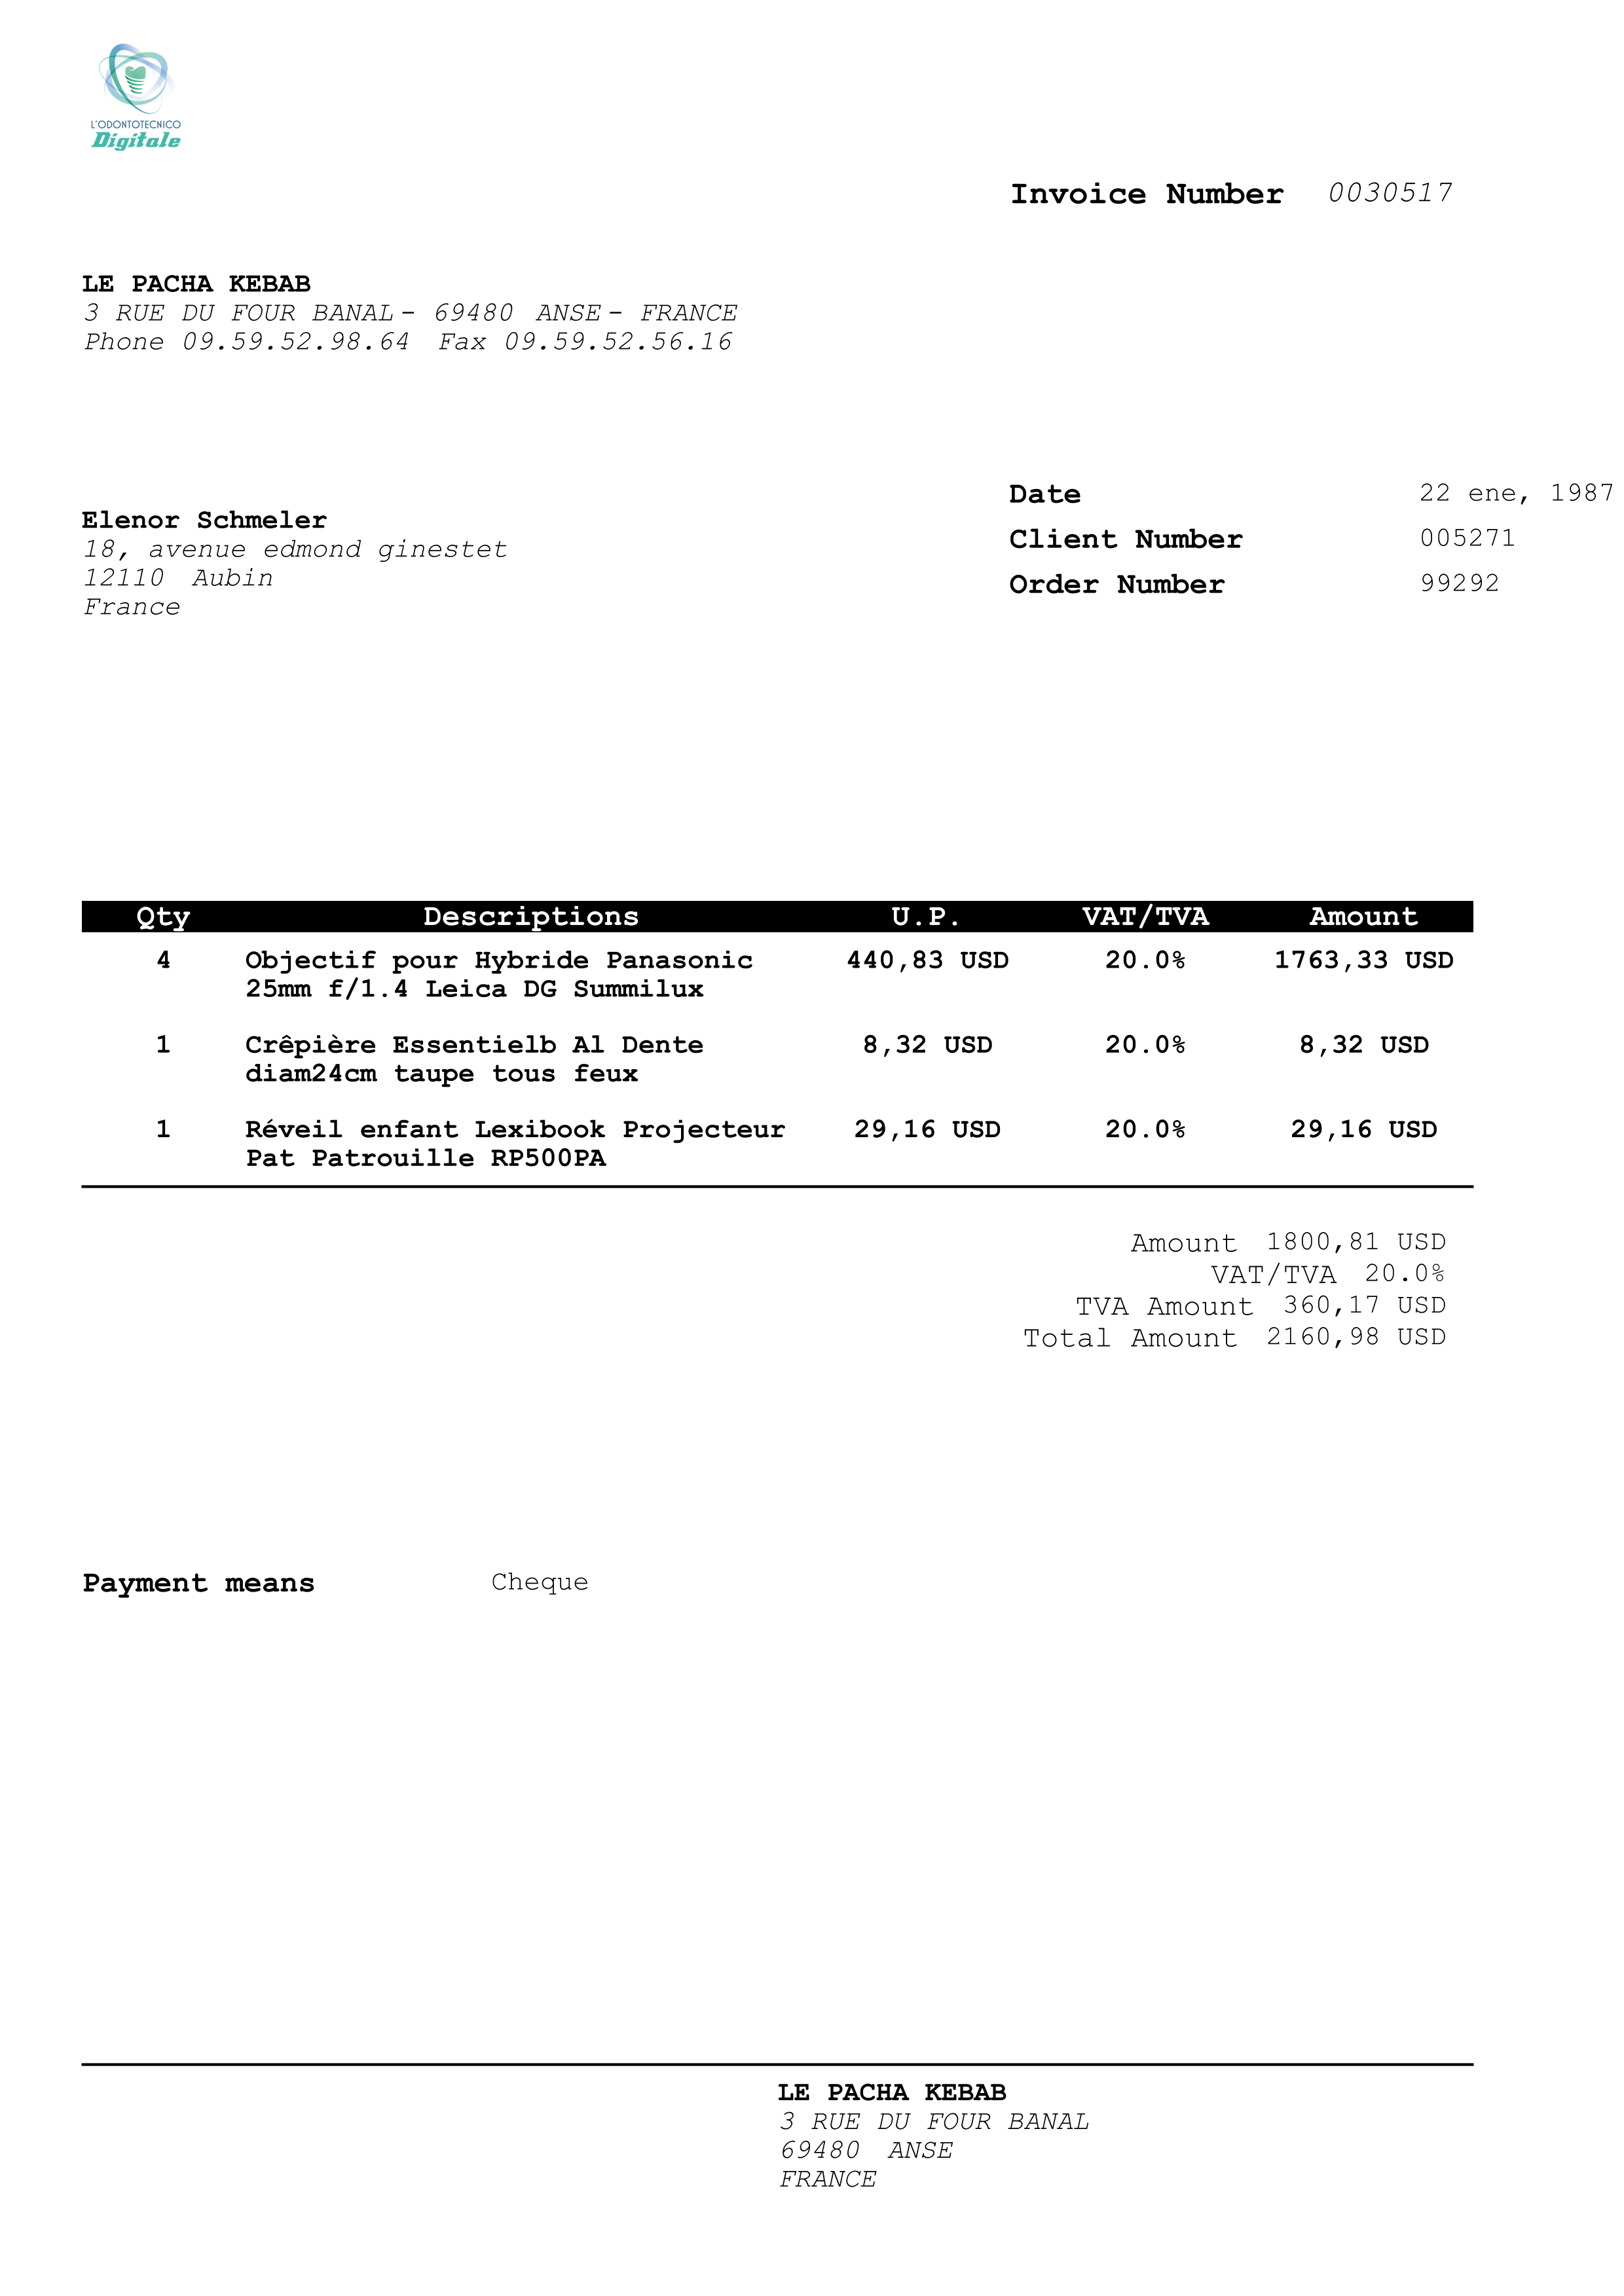 L'ODONTOTECNICO
Digitale
Invoice Number 0030517
LE PACHA KEBAB
3 RUE DU FOUR BANAL - 69480 ANSE - FRANCE
Phone 09.59.52.98.64 Fax 09.59.52.56.16
Date 22 ene, 1987
Client Number 005271
Order Number 99292
Elenor Schmeler
18, avenue edmond ginestet
12110 Aubin
France
Qty Descriptions U.P. VAT/TVA Amount
4 Objectif pour Hybride Panasonic 440,83 USD 20.0% 1763,33 USD
25mm f/1.4 Leica DG Summilux
1 Crêpière Essentielb Al Dente 8,32 USD 20.0% 8,32 USD
diam24cm taupe tous feux
1 Réveil enfant Lexibook Projecteur 29,16 USD 20.0% 29,16 USD
Pat Patrouille RP500PA
Amount 1800,81 USD
VAT/TVA 20.0%
TVA Amount 360,17 USD
Total Amount 2160,98 USD
Payment means Cheque
LE PACHA KEBAB
3 RUE DU FOUR BANAL
69480 ANSE
FRANCE